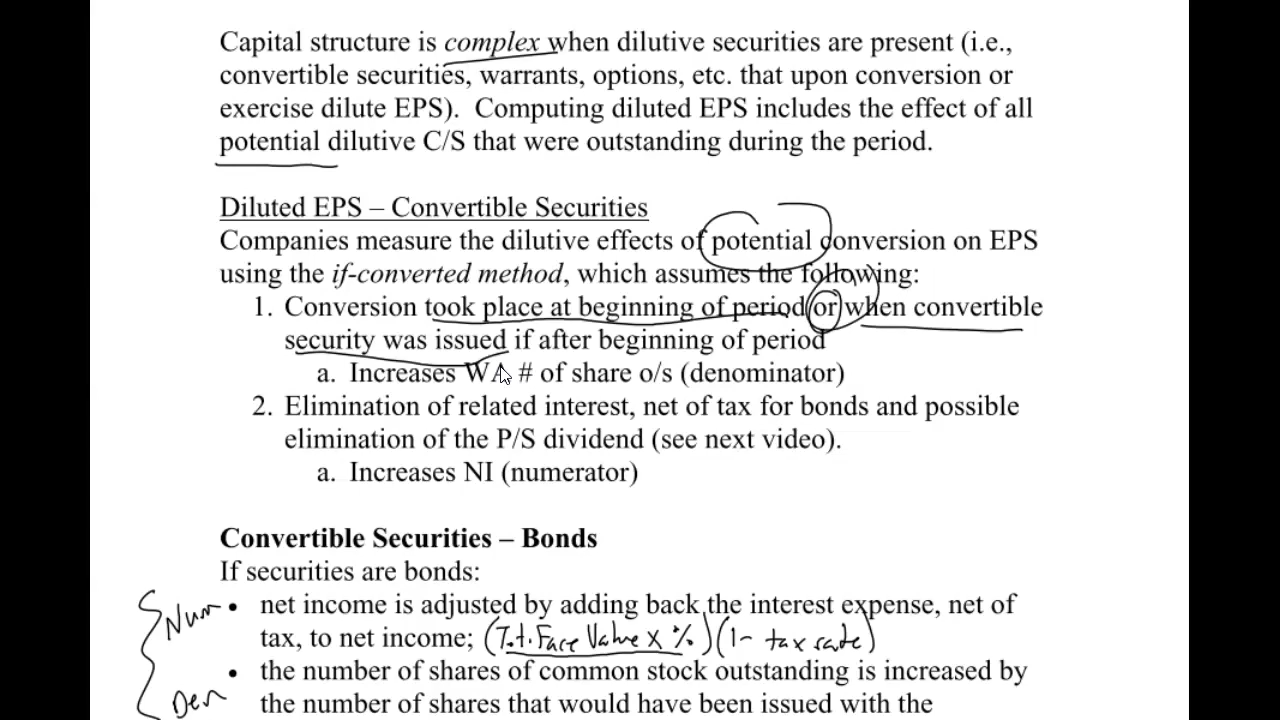 Capital structure is complex when dilutive securities are present (i.e.,
convertible securities, warrants, options, etc. that upon conversion or
exercise dilute EPS). Computing diluted EPS includes the effect of all
potential dilutive C/S that were outstanding during the period.
Diluted EPS – Convertible Securities
Companies measure the dilutive effects of potential conversion on EPS
using the if-converted method, which assumes the following:
1. Conversion took place at beginning of period or when convertible
security was issued if after beginning of period
a. Increases WA # of share o/s (denominator)
2. Elimination of related interest, net of tax for bonds and possible
elimination of the P/S dividend (see next video).
a. Increases NI (numerator)
Convertible Securities – Bonds
If securities are bonds:
Num • net income is adjusted by adding back the interest expense, net of
tax, to net income; (Tot. Face Value x %) (1- tax rate)
• the number of shares of common stock outstanding is increased by
Den the number of shares that would have been issued with the